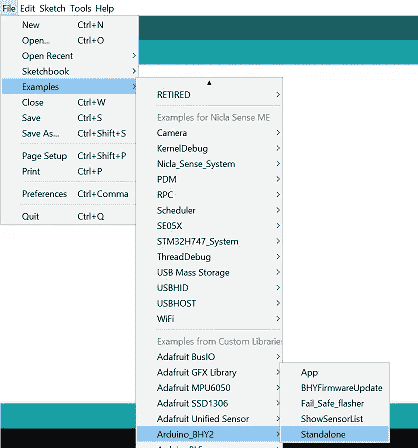 File Edit Sketch Tools Help
New Ctrl+N
Open... Ctrl+O
Open Recent
Sketchbook
Examples
Close Ctrl+W
Save Ctrl+S
Save As... Ctrl+Shift+S
Page Setup Ctrl+Shift+P
Print Ctrl+P
Preferences Ctrl+Comma
Quit Ctrl+Q
RETIRED
Examples for Nicla Sense ME
Camera
KernelDebug
Nicla_Sense_System
PDM
RPC
Scheduler
SE05X
STM32H747_System
ThreadDebug
USB Mass Storage
USBHID
USBHOST
WiFi
Examples from Custom Libraries
Adafruit BusIO
Adafruit GFX Library
Adafruit MPU6050
Adafruit SSD1306
Adafruit Unified Sensor
Arduino_BHY2
App
BHYFirmwareUpdate
Fail_Safe_flasher
ShowSensorList
Standalone